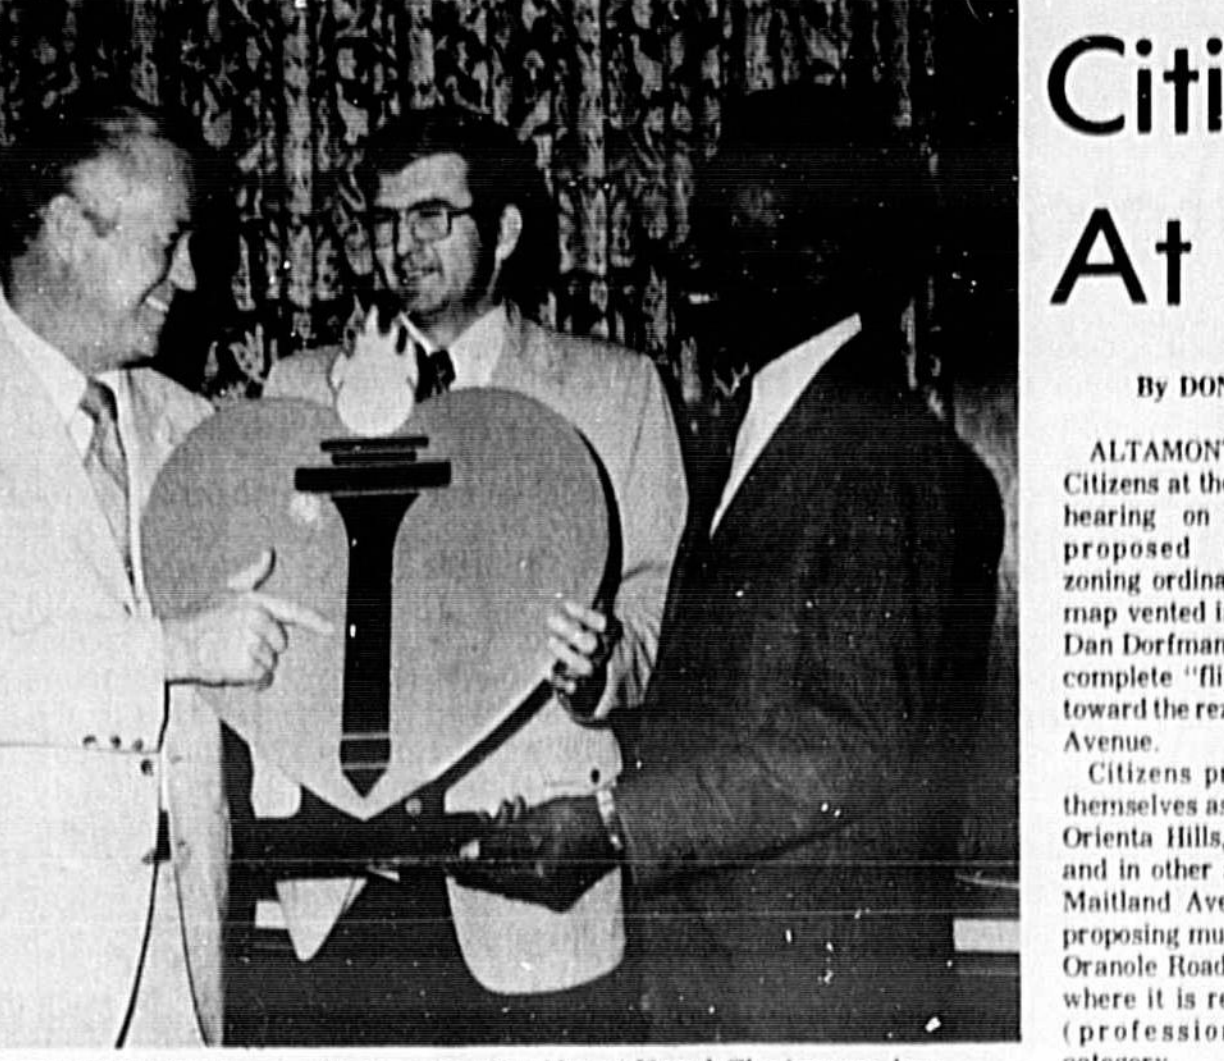 Citi
At
By DON
ALTAMONT
Citizens at the
hearing on
proposed
zoning ordina
map vented i
Dan Dorfman
complete "fli
toward the rez
Avenue.
Citizens pr
themselves as
Orienta Hills,
and in other
Maitland Ave
proposing mu
Oranole Road
where it is re
(profession
category